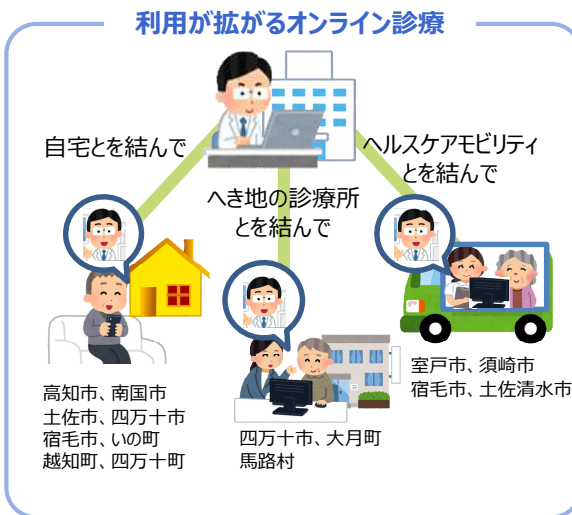 利用が拡がるオンライン診療
自宅とを結んで
へき地の診療所
とを結んで
ヘルスケアモビリティ
とを結んで
高知市、南国市
土佐市、四万十市
宿毛市、いの町
越知町、四万十町
四万十市、大月町
馬路村
室戸市、須崎市
宿毛市、土佐清水市